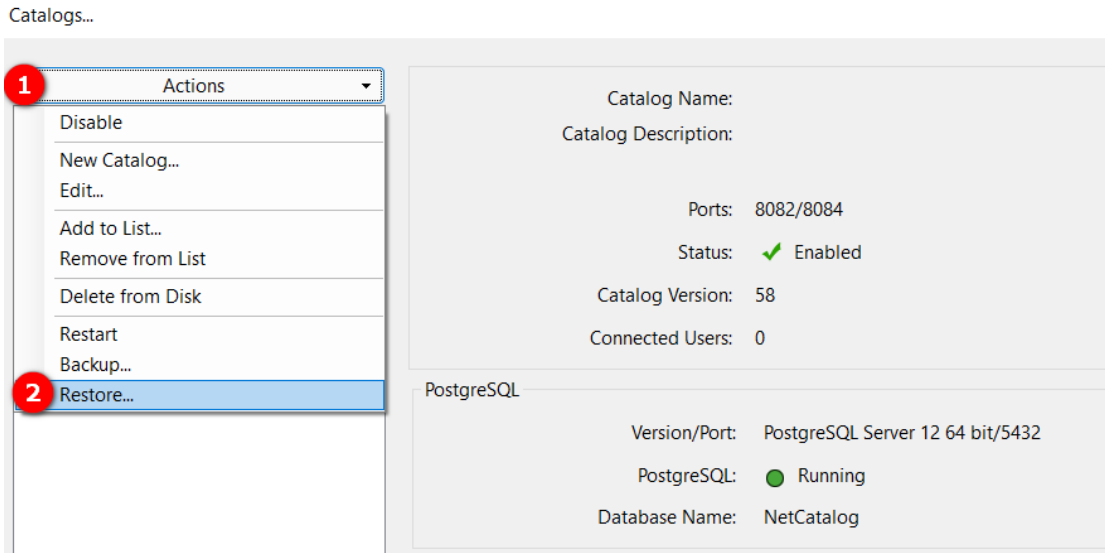 Catalogs...
1 Actions
Disable
New Catalog...
Edit...
Add to List...
Remove from List
Delete from Disk
Restart
Backup...
2 Restore...
Catalog Name:
Catalog Description:
Ports: 8082/8084
Status: Enabled
Catalog Version: 58
Connected Users: 0
PostgreSQL
Version/Port: PostgreSQL Server 12 64 bit/5432
PostgreSQL: Running
Database Name: NetCatalog